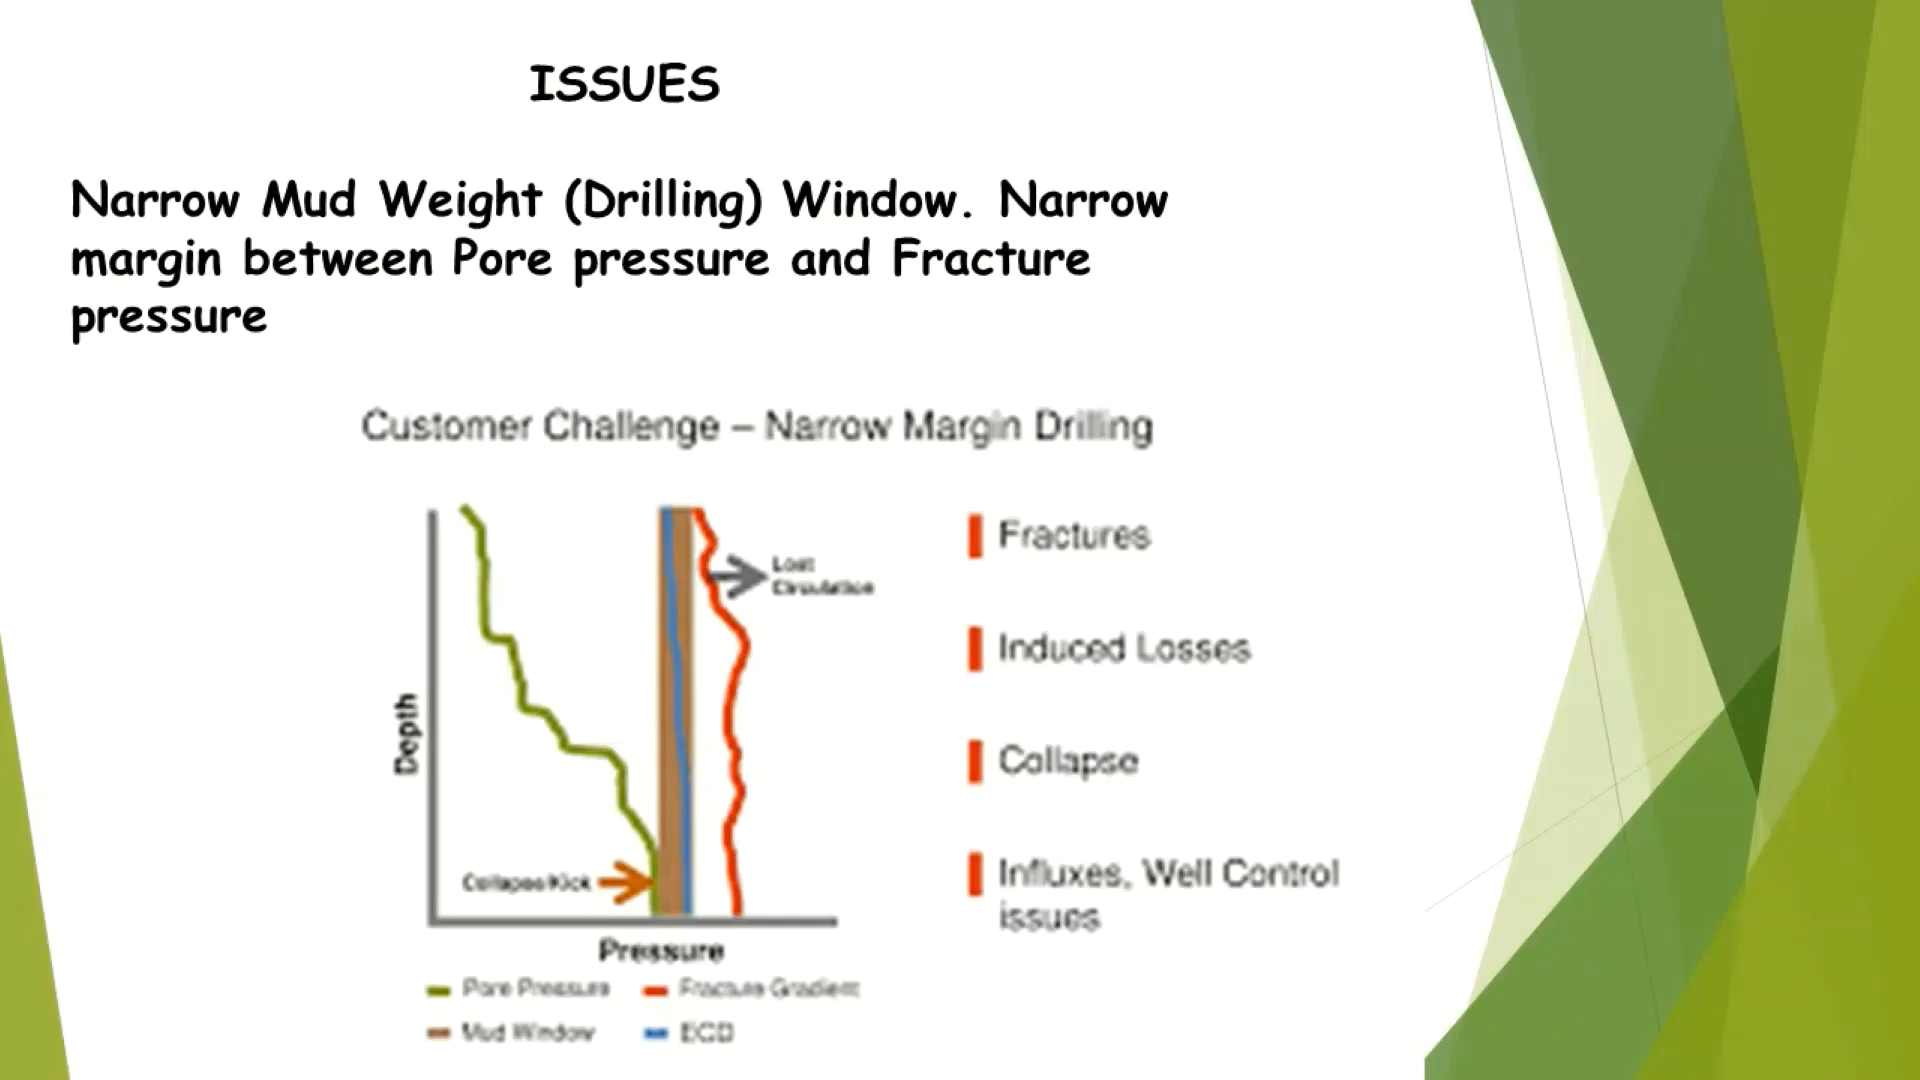 ISSUES
Narrow Mud Weight (Drilling) Window. Narrow
margin between Pore pressure and Fracture
pressure
Customer Challenge – Narrow Margin Drilling
Fractures
Lost
Circulation
Induced Losses
Depth
Collapse
Collapse/Kick
Influxes, Well Control
issues
Pressure
Pore Pressure
Fracture Gradient
Mud Window
ECD